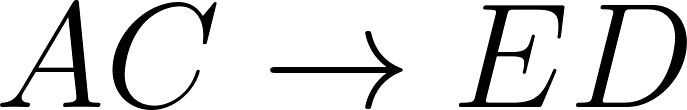 AC → ED